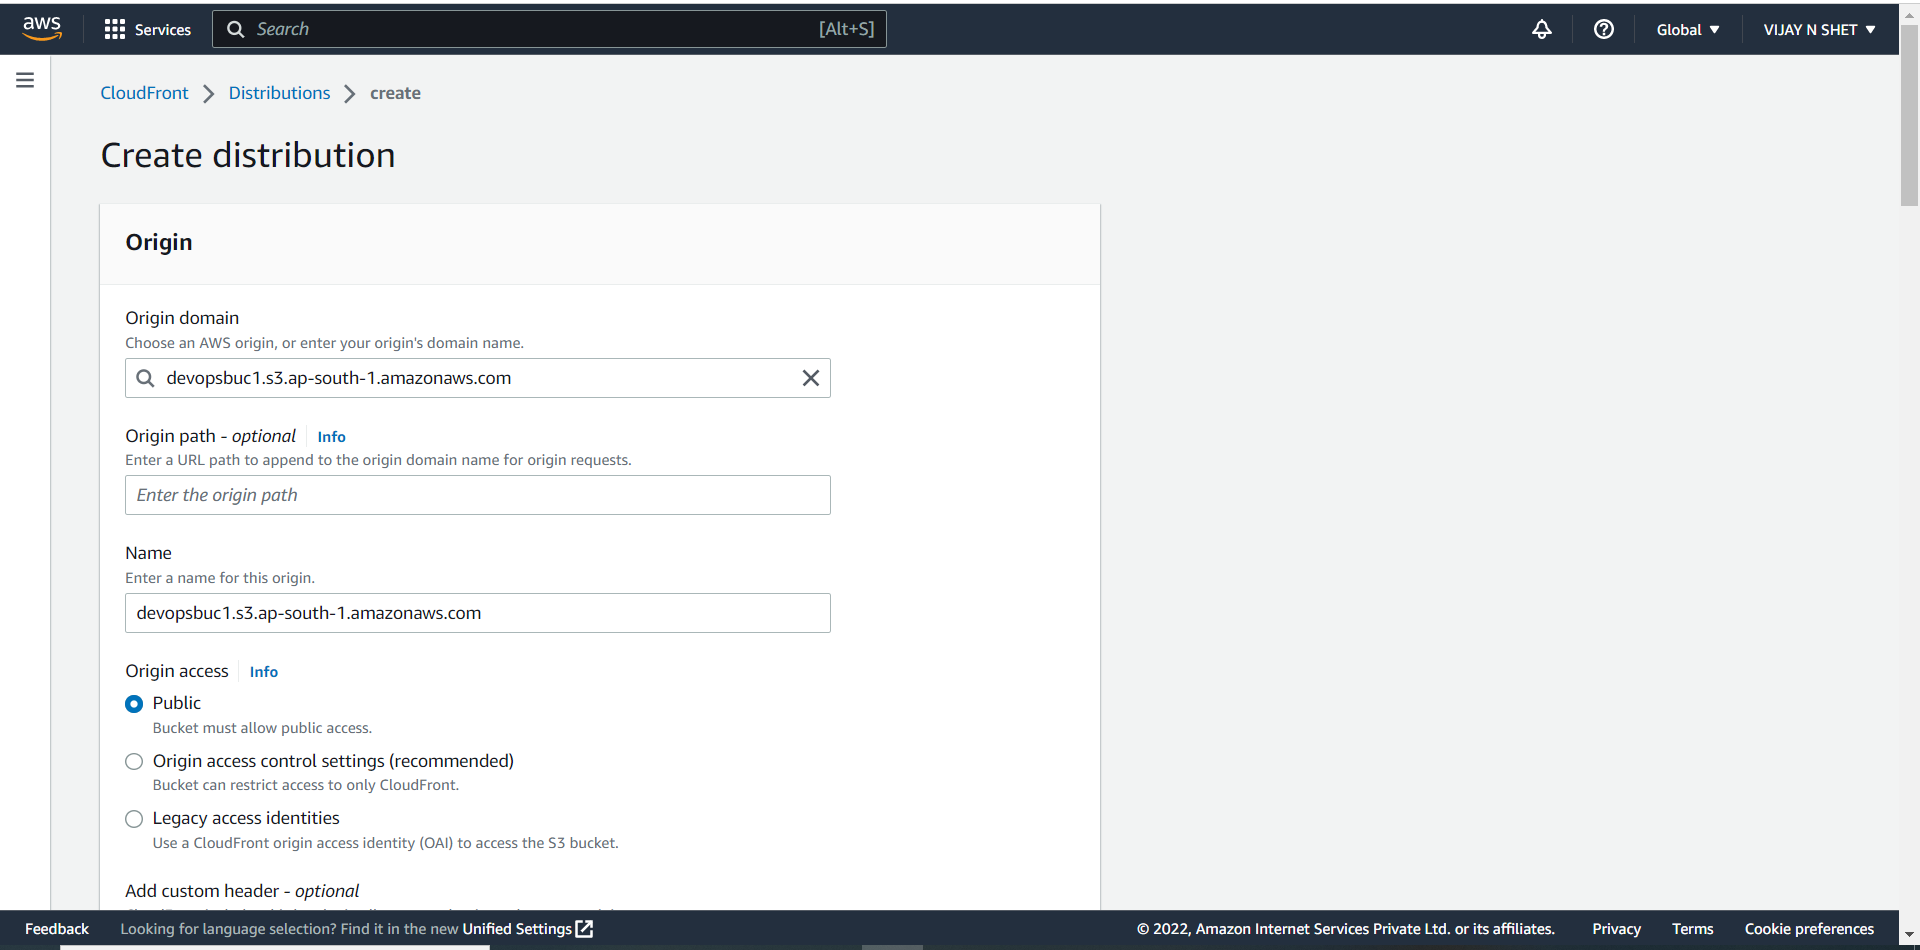 aws
Services
Search
[Alt+S]
Global
VIJAY N SHET
CloudFront
Distributions
create
Create distribution
Origin
Origin domain
Choose an AWS origin, or enter your origin's domain name.
devopsbuc1.s3.ap-south-1.amazonaws.com
Origin path - optional
Info
Enter a URL path to append to the origin domain name for origin requests.
Enter the origin path
Name
Enter a name for this origin.
devopsbuc1.s3.ap-south-1.amazonaws.com
Origin access
Info
Public
Bucket must allow public access.
Origin access control settings (recommended)
Bucket can restrict access to only CloudFront.
Legacy access identities
Use a CloudFront origin access identity (OAI) to access the S3 bucket.
Add custom header - optional
Feedback
Looking for language selection? Find it in the new Unified Settings
© 2022, Amazon Internet Services Private Ltd. or its affiliates.
Privacy
Terms
Cookie preferences